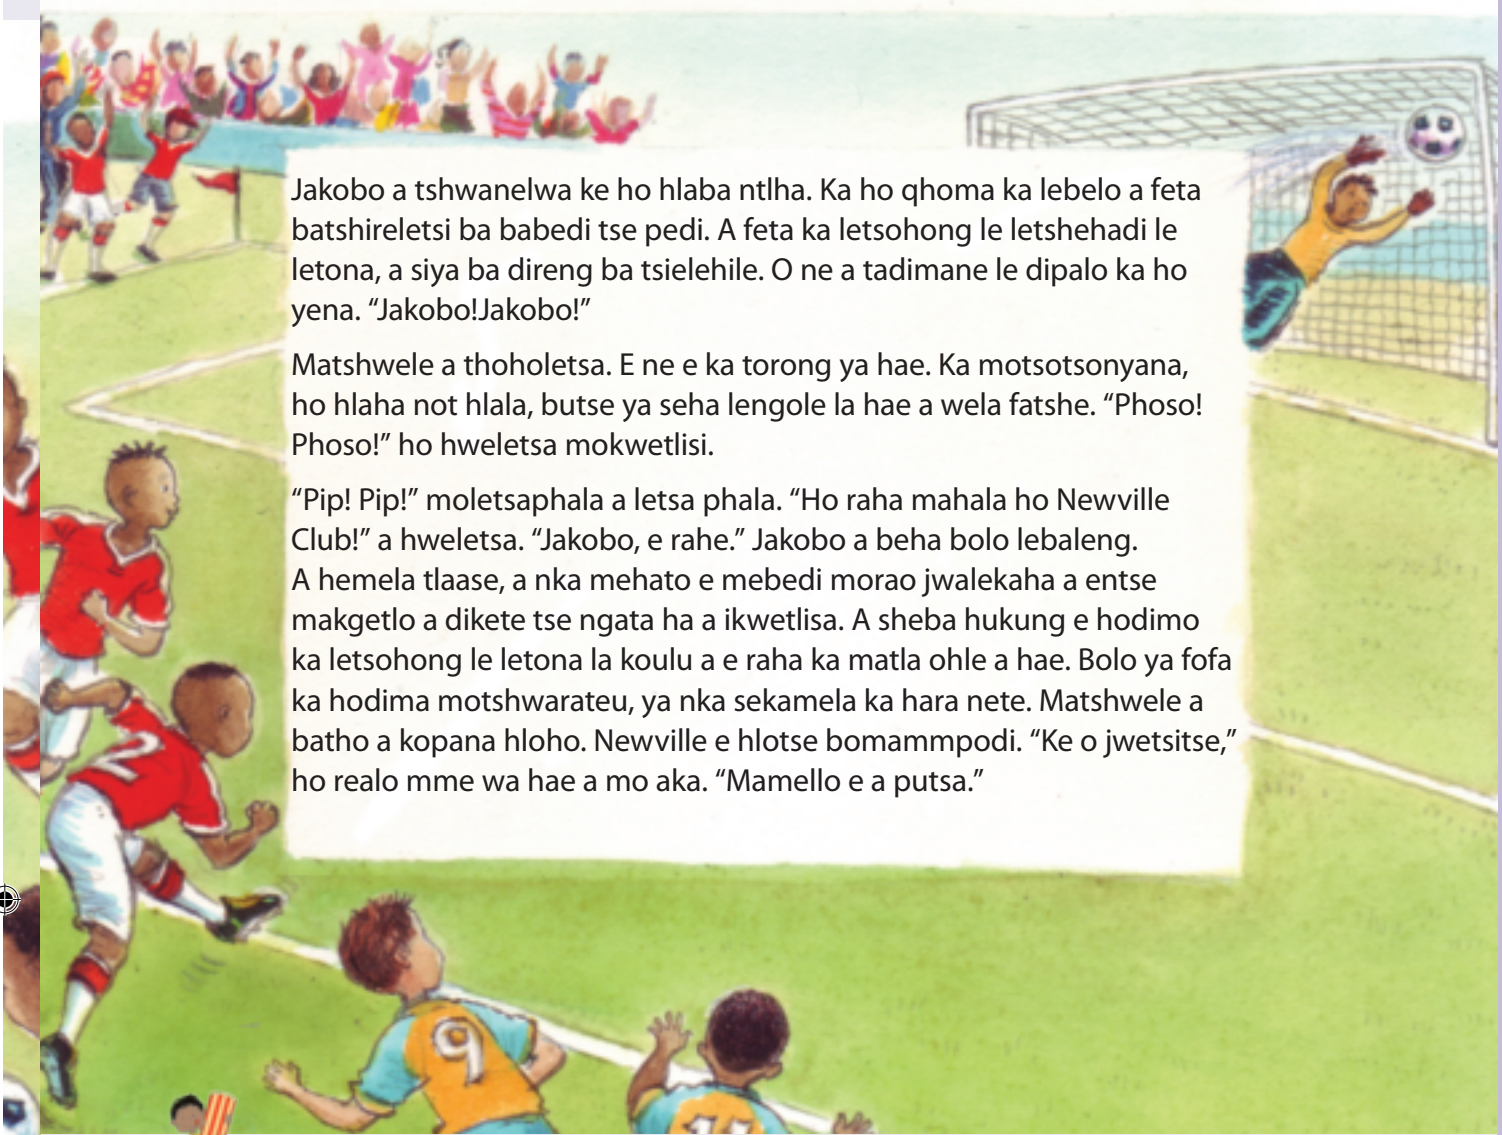 Jakobo a tshwanelwa ke ho hlaba ntlha. Ka ho qhoma ka lebelo a feta
batshireletsi ba babedi tse pedi. A feta ka letsohong le letshehadi le
letona, a siya ba direng ba tsielehile. O ne a tadimane le dipalo ka ho
yena. “Jakobo!Jakobo!”
Matshwele a thoholetsa. E ne e ka torong ya hae. Ka motsotsonyana,
ho hlaha not hlala, butse ya seha lengole la hae a wela fatshe. “Phoso!
Phoso!” ho hweletsa mokwetlisi.
“Pip! Pip!” moletsaphala a letsa phala. “Ho raha mahala ho Newville
Club!” a hweletsa. “Jakobo, e rahe.” Jakobo a beha bolo lebaleng.
A hemela tlaase, a nka mehato e mebedi morao jwalekaha a entse
makgetlo a dikete tse ngata ha a ikwetlisa. A sheba hukung e hodimo
ka letsohong le letona la koulu a e raha ka matla ohle a hae. Bolo ya fofa
ka hodima motshwarateu, ya nka sekamela ka hara nete. Matshwele a
batho a kopana hloho. Newville e hlotse bomammpodi. “Ke o jwetsitse,”
ho realo mme wa hae a mo aka. “Mamello e a putsa.”
2
9
11